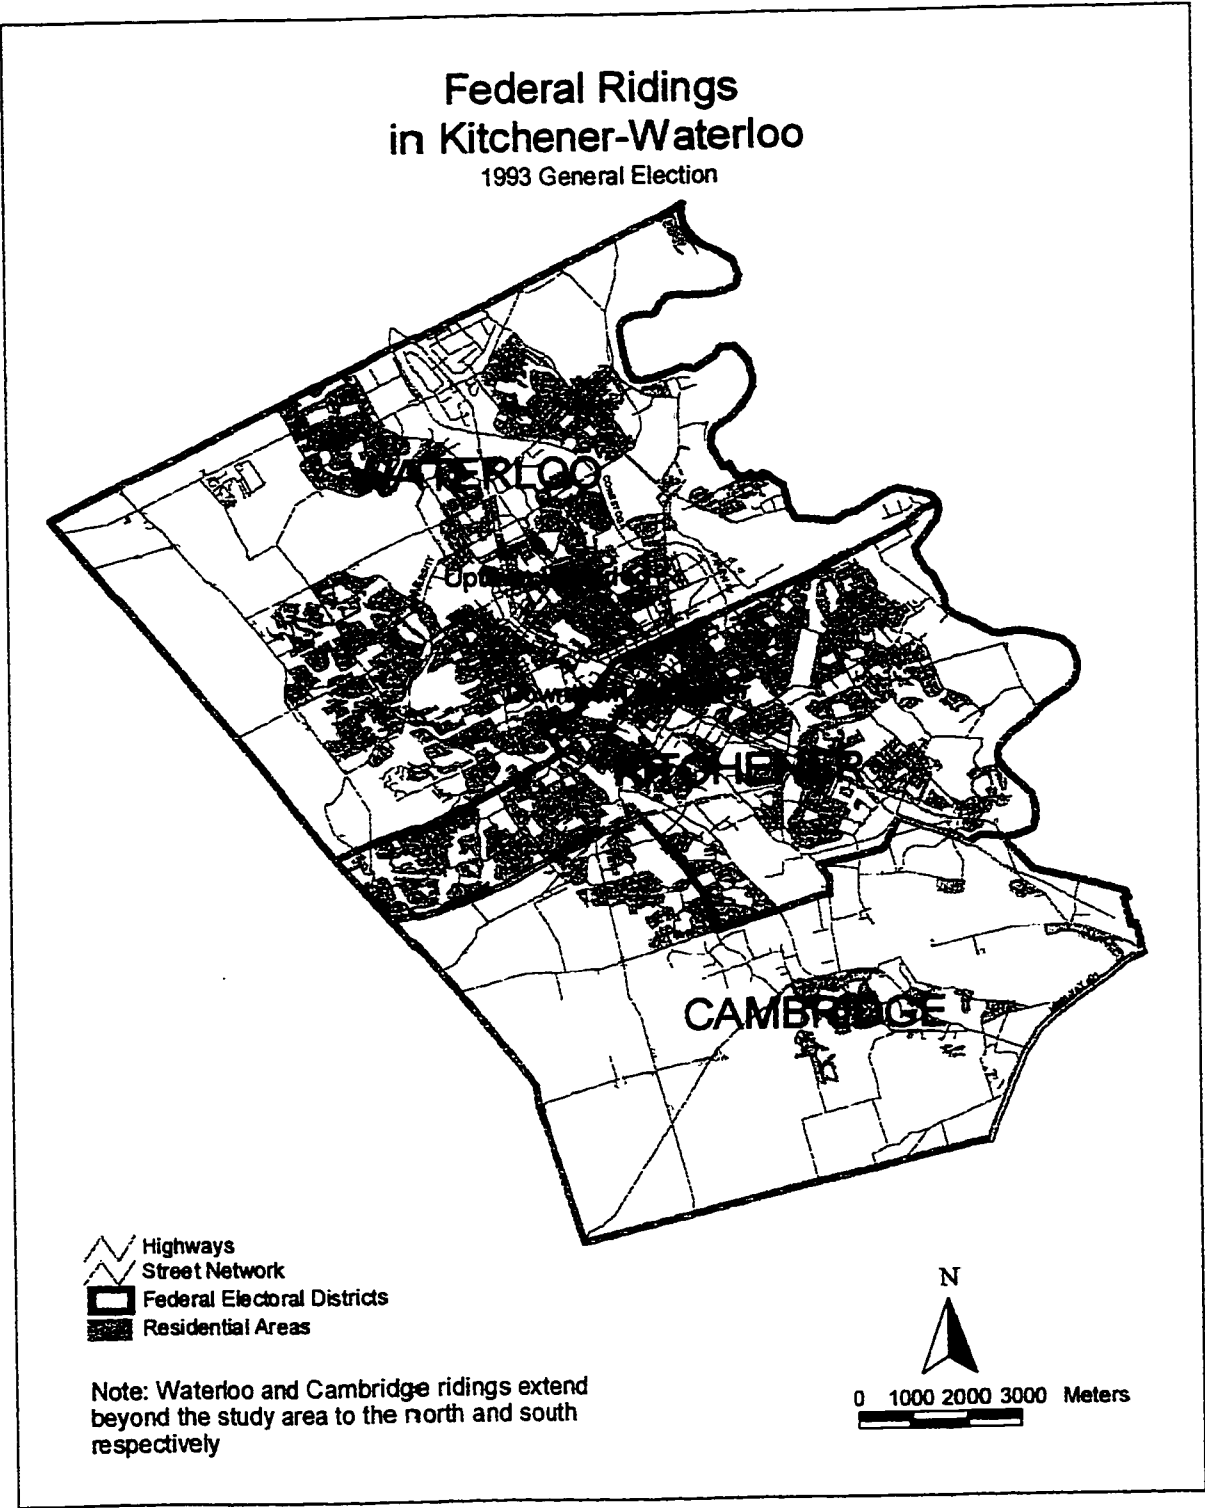 Federal Ridings
in Kitchener-Waterloo
1993 General Election
WATERLOO
KITCHENER
CAMBRIDGE
Highways
Street Network
Federal Electoral Districts
Residential Areas
Note: Waterloo and Cambridge ridings extend
beyond the study area to the north and south
respectively
N
0 1000 2000 3000 Meters